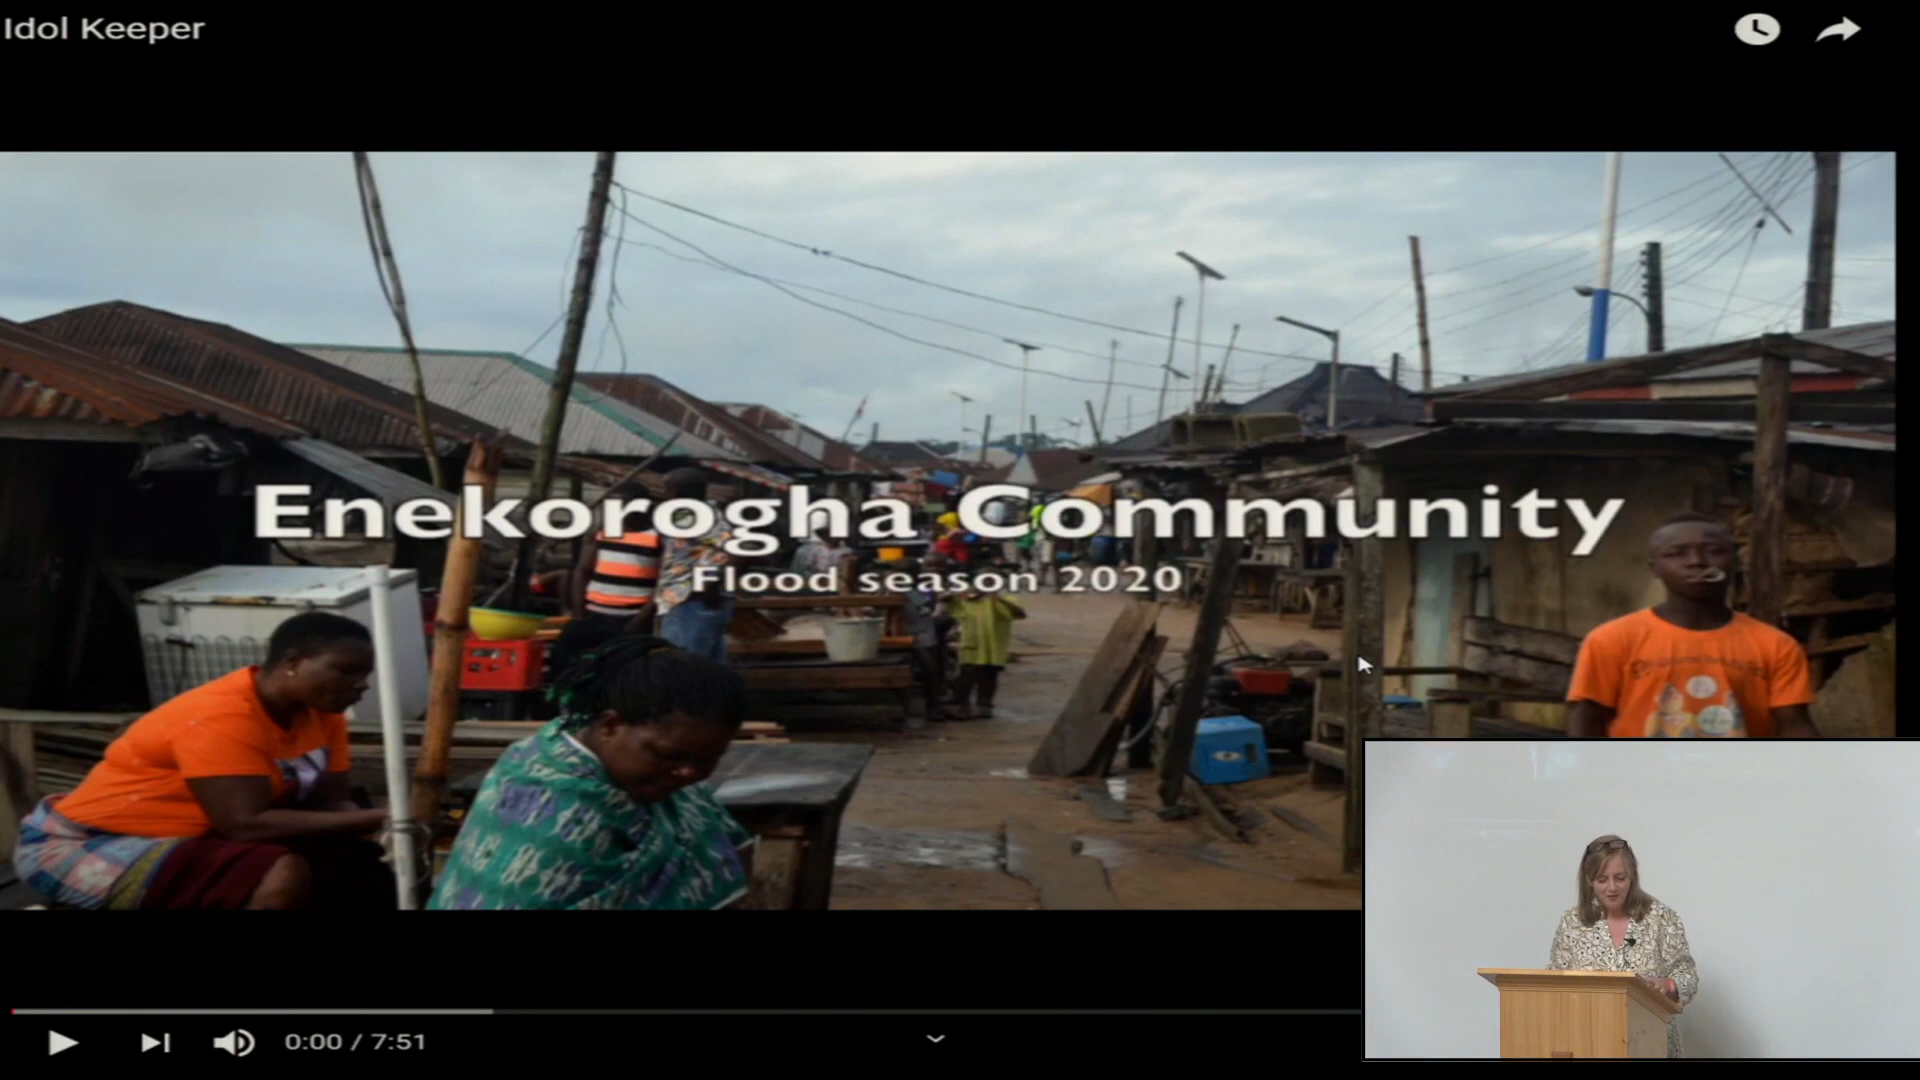 Idol Keeper
Enekorogha Community
Flood season 2020
0:00 / 7:51